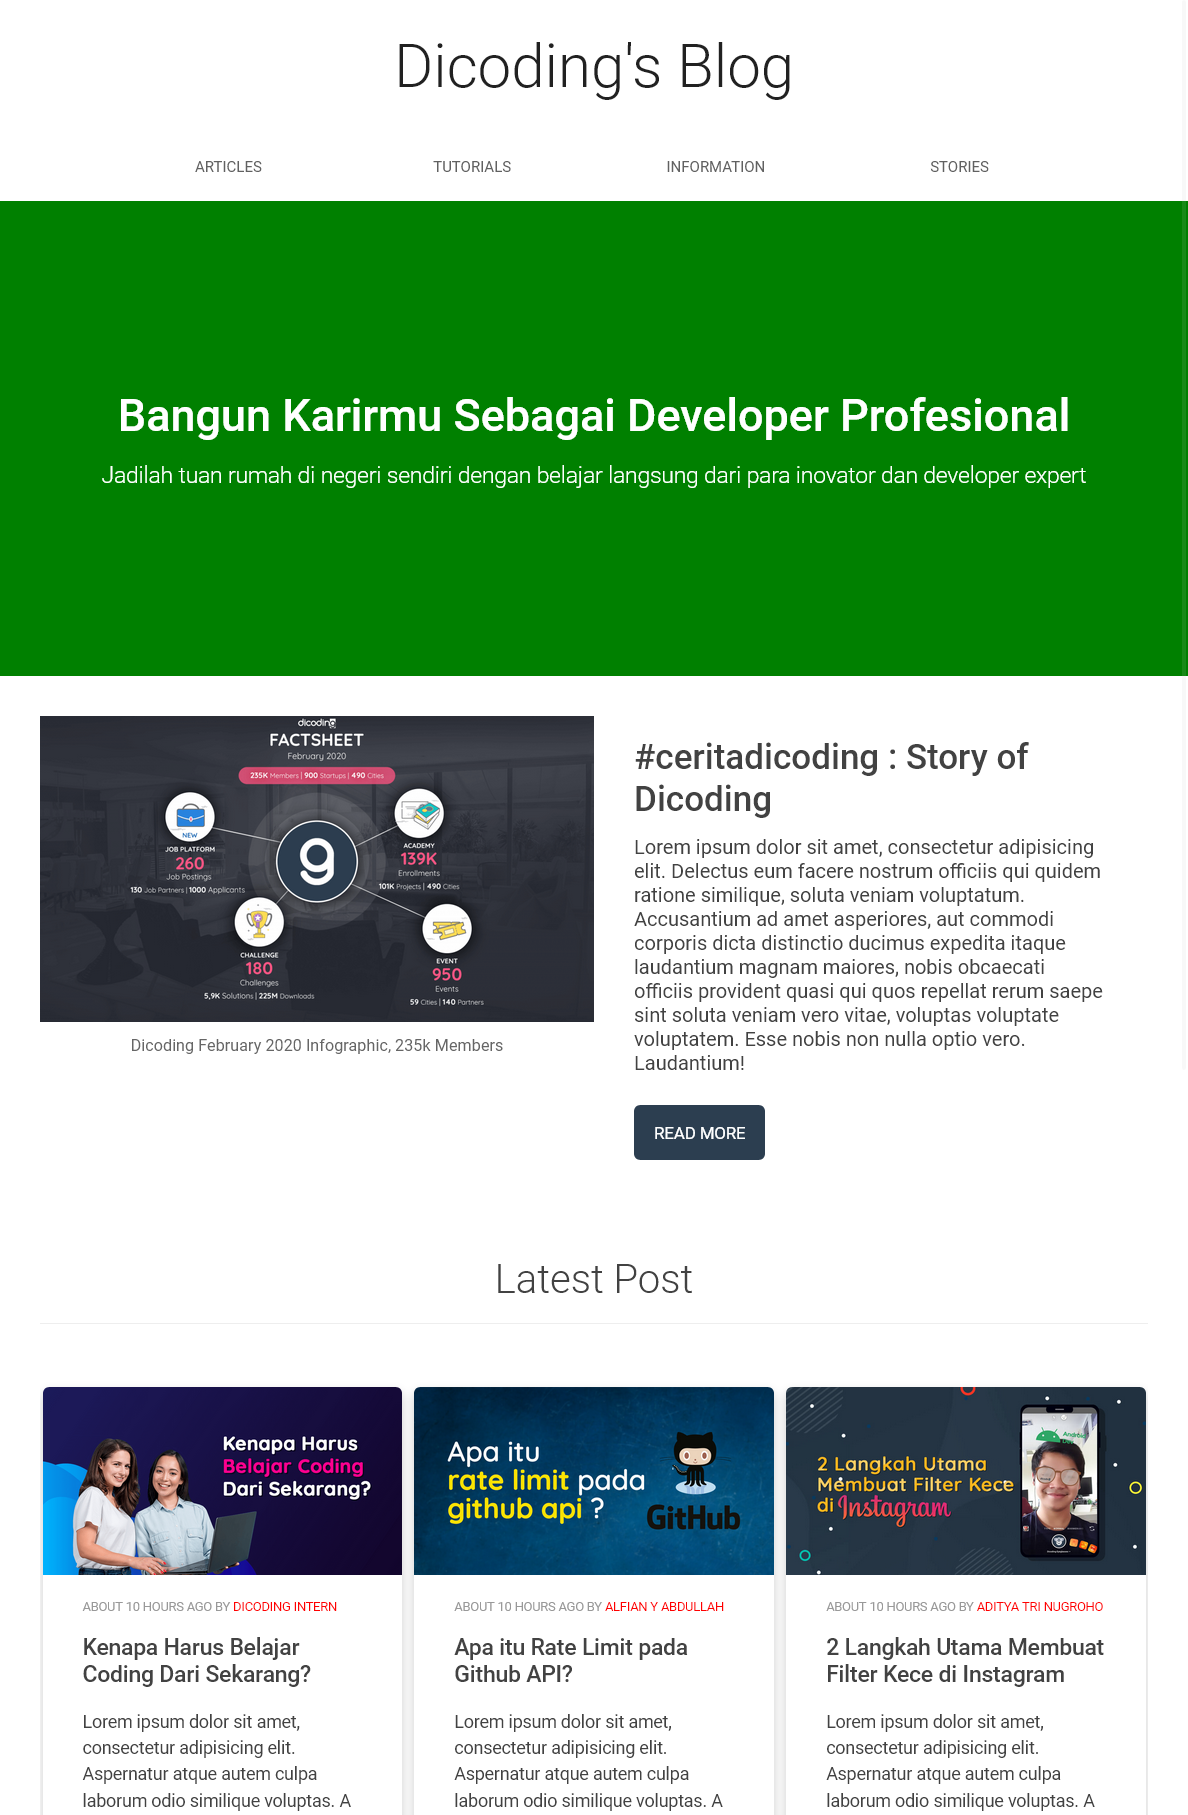 Dicoding's Blog
ARTICLES TUTORIALS INFORMATION STORIES
Bangun Karirmu Sebagai Developer Profesional
Jadilah tuan rumah di negeri sendiri dengan belajar langsung dari para inovator dan developer expert
dicoding
FACTSHEET
February 2020
235K Members | 900 Startups | 490 Cities
NEW
JOB PLATFORM
260
Job Postings
130 Job Partners | 1000 Applicants
ACADEMY
139K
Enrollments
101K Projects | 490 Cities
CHALLENGE
180
Challenges
5,9K Solutions | 225M Downloads
EVENT
950
Events
59 Cities | 140 Partners
Dicoding February 2020 Infographic, 235k Members
#ceritadicoding : Story of
Dicoding
Lorem ipsum dolor sit amet, consectetur adipisicing
elit. Delectus eum facere nostrum officiis qui quidem
ratione similique, soluta veniam voluptatum.
Accusantium ad amet asperiores, aut commodi
corporis dicta distinctio ducimus expedita itaque
laudantium magnam maiores, nobis obcaecati
officiis provident quasi qui quos repellat rerum saepe
sint soluta veniam vero vitae, voluptas voluptate
voluptatem. Esse nobis non nulla optio vero.
Laudantium!
READ MORE
Latest Post
Kenapa Harus
Belajar Coding
Dari Sekarang?
ABOUT 10 HOURS AGO BY DICODING INTERN
Kenapa Harus Belajar
Coding Dari Sekarang?
Lorem ipsum dolor sit amet,
consectetur adipisicing elit.
Aspernatur atque autem culpa
laborum odio similique voluptas. A
Apa itu
rate limit pada
github api ?
GitHub
ABOUT 10 HOURS AGO BY ALFIAN Y ABDULLAH
Apa itu Rate Limit pada
Github API?
Lorem ipsum dolor sit amet,
consectetur adipisicing elit.
Aspernatur atque autem culpa
laborum odio similique voluptas. A
2 Langkah Utama
Membuat Filter Kece
di Instagram
ABOUT 10 HOURS AGO BY ADITYA TRI NUGROHO
2 Langkah Utama Membuat
Filter Kece di Instagram
Lorem ipsum dolor sit amet,
consectetur adipisicing elit.
Aspernatur atque autem culpa
laborum odio similique voluptas. A